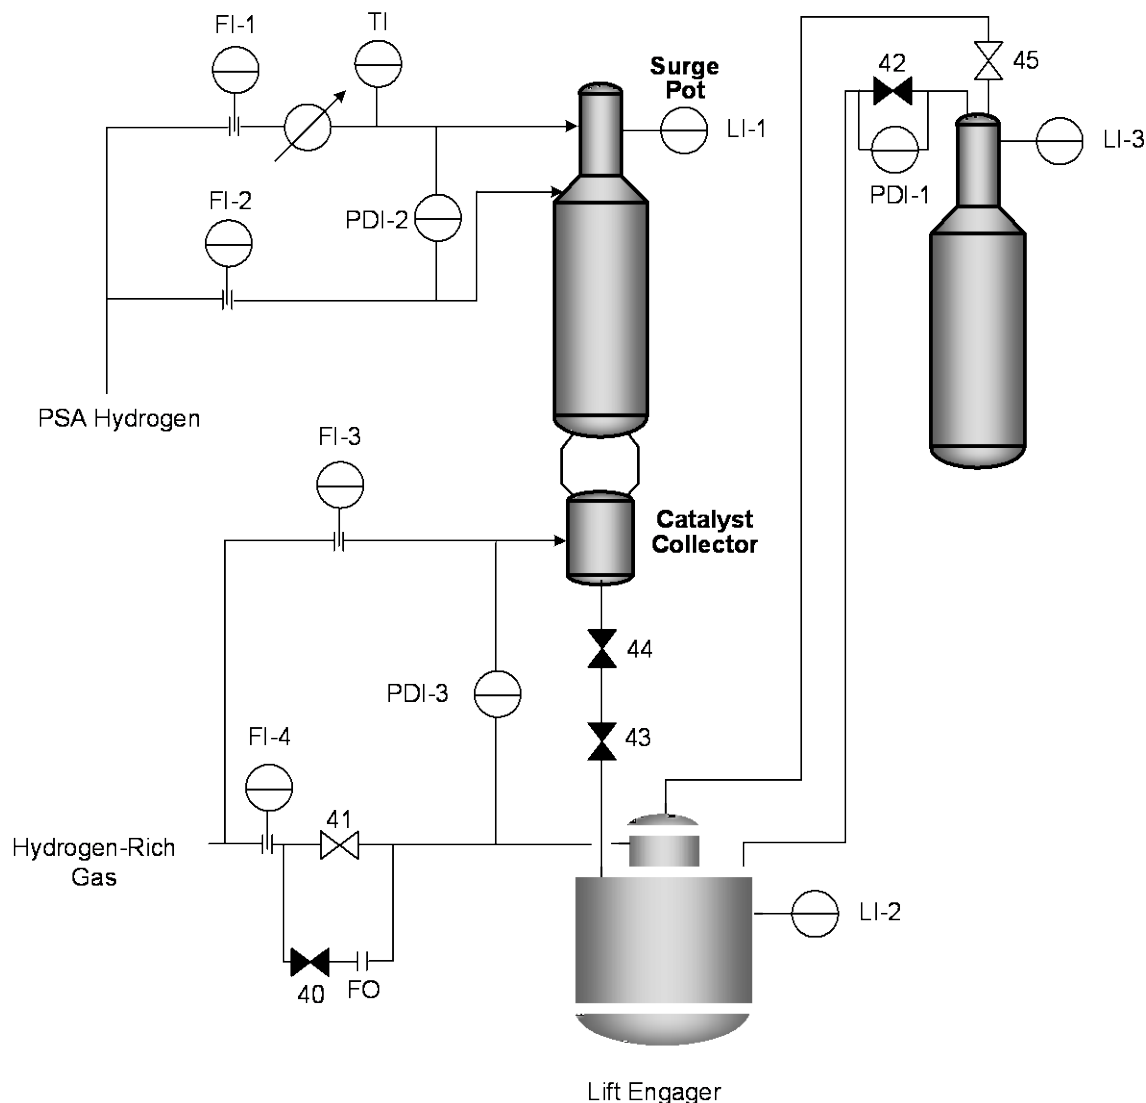 FI-1
TI
42
45
Surge
Pot
LI-1
LI-3
PDI-1
FI-2
PDI-2
PSA Hydrogen
FI-3
Catalyst
Collector
44
PDI-3
43
FI-4
41
Hydrogen-Rich
Gas
LI-2
40
FO
Lift Engager